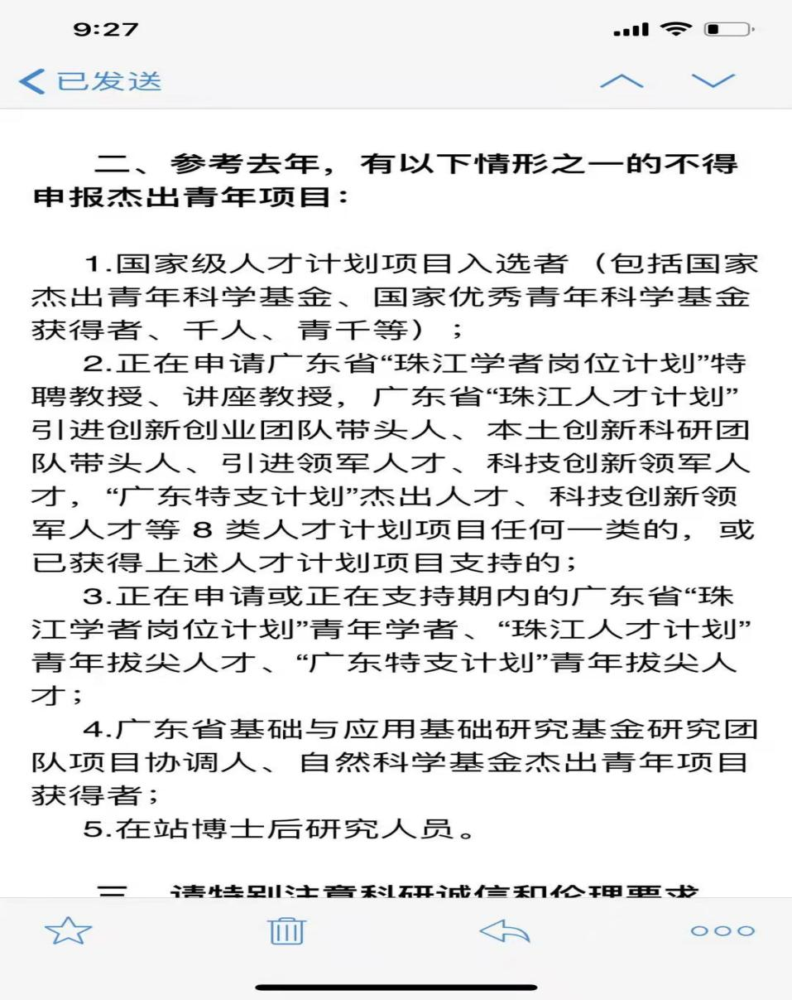 9:27
已发送
二、参考去年，有以下情形之一的不得
申报杰出青年项目：
1.国家级人才计划项目入选者（包括国家
杰出青年科学基金、国家优秀青年科学基金
获得者、千人、青千等）；
2.正在申请广东省“珠江学者岗位计划”特
聘教授、讲座教授，广东省“珠江人才计划”
引进创新创业团队带头人、本土创新科研团
队带头人、引进领军人才、科技创新领军人
才，“广东特支计划”杰出人才、科技创新领
军人才等 8 类人才计划项目任何一类的，或
已获得上述人才计划项目支持的；
3.正在申请或正在支持期内的广东省“珠
江学者岗位计划”青年学者、“珠江人才计划”
青年拔尖人才、“广东特支计划”青年拔尖人
才；
4.广东省基础与应用基础研究基金研究团
队项目协调人、自然科学基金杰出青年项目
获得者；
5.在站博士后研究人员。
三、请特别注意科研诚信和伦理要求